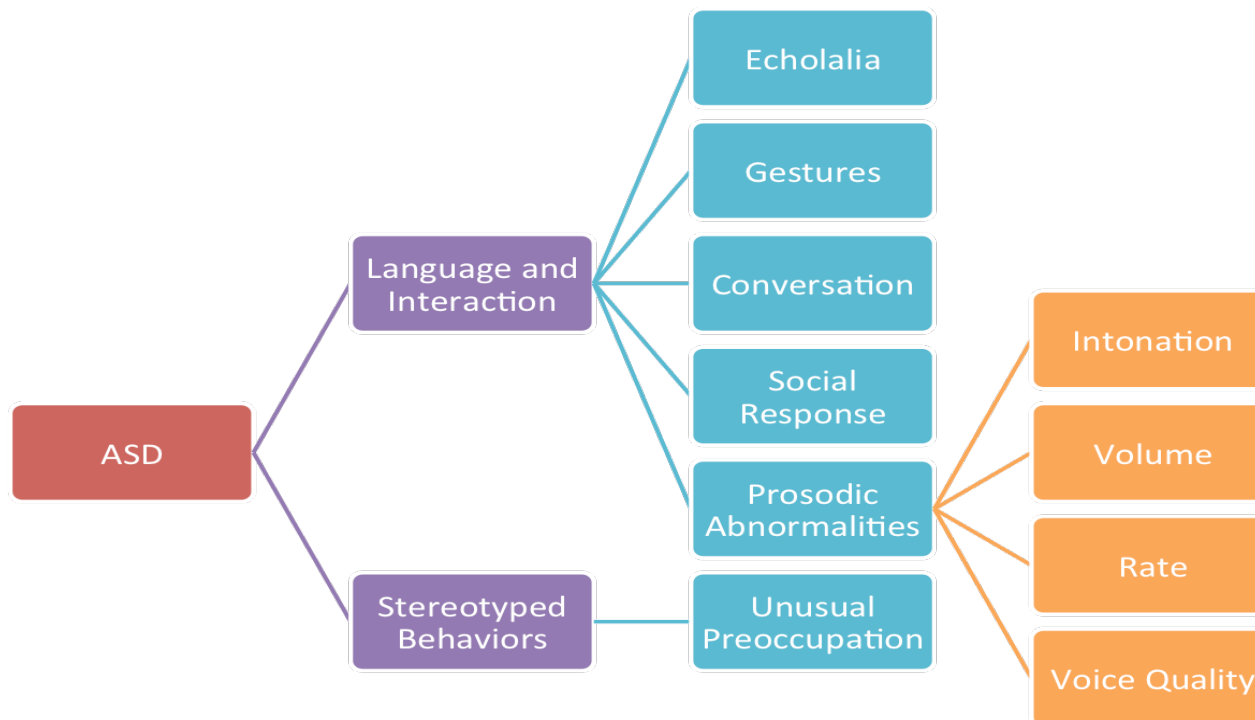 ASD
Language and
Interaction
Stereotyped
Behaviors
Echolalia
Gestures
Conversation
Social
Response
Prosodic
Abnormalities
Unusual
Preoccupation
Intonation
Volume
Rate
Voice Quality